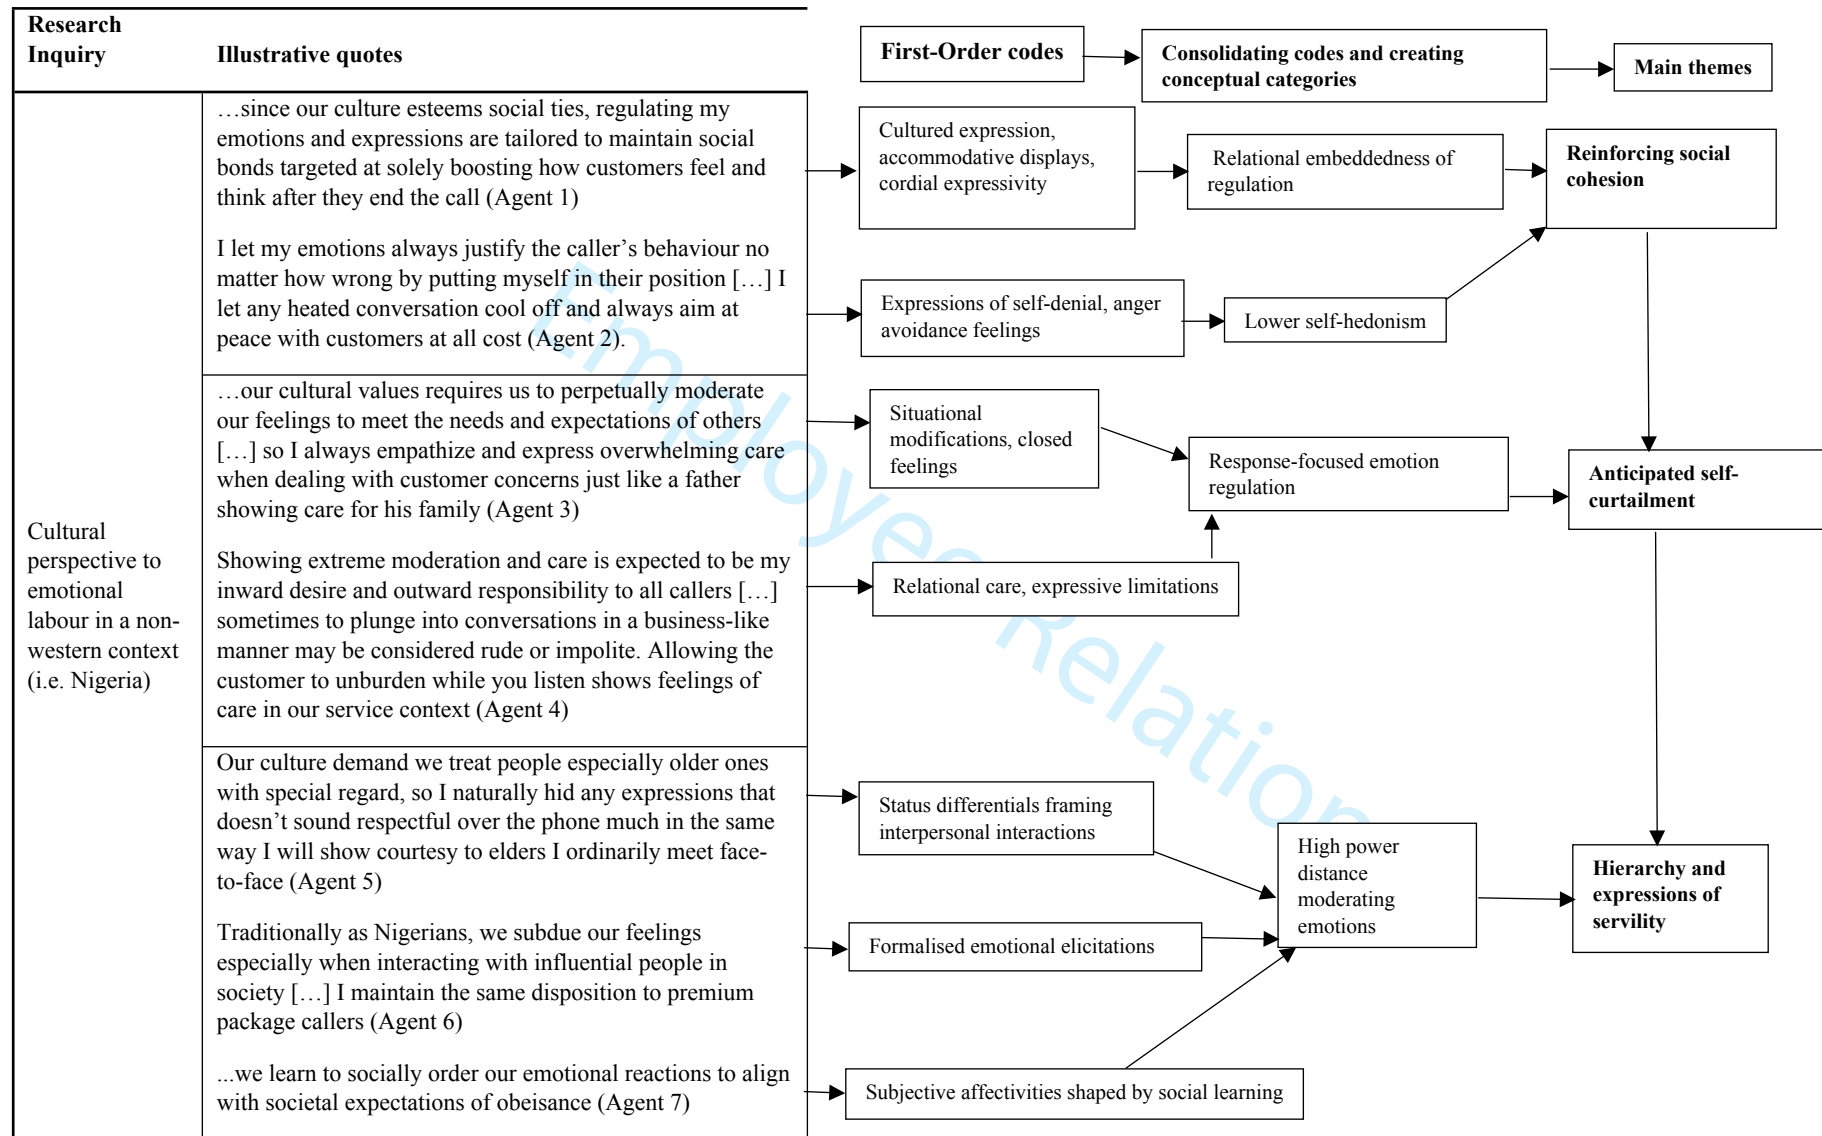 Research
Inquiry
Illustrative quotes
First-Order codes
Consolidating codes and creating
conceptual categories
Main themes
Cultural
perspective to
emotional
labour in a non-
western context
(i.e. Nigeria)
…since our culture esteems social ties, regulating my
emotions and expressions are tailored to maintain social
bonds targeted at solely boosting how customers feel and
think after they end the call (Agent 1)
I let my emotions always justify the caller’s behaviour no
matter how wrong by putting myself in their position […] I
let any heated conversation cool off and always aim at
peace with customers at all cost (Agent 2).
…our cultural values requires us to perpetually moderate
our feelings to meet the needs and expectations of others
[…] so I always empathize and express overwhelming care
when dealing with customer concerns just like a father
showing care for his family (Agent 3)
Showing extreme moderation and care is expected to be my
inward desire and outward responsibility to all callers […]
sometimes to plunge into conversations in a business-like
manner may be considered rude or impolite. Allowing the
customer to unburden while you listen shows feelings of
care in our service context (Agent 4)
Our culture demand we treat people especially older ones
with special regard, so I naturally hid any expressions that
doesn’t sound respectful over the phone much in the same
way I will show courtesy to elders I ordinarily meet face-
to-face (Agent 5)
Traditionally as Nigerians, we subdue our feelings
especially when interacting with influential people in
society […] I maintain the same disposition to premium
package callers (Agent 6)
...we learn to socially order our emotional reactions to align
with societal expectations of obeisance (Agent 7)
Cultured expression,
accommodative displays,
cordial expressivity
Relational embeddedness of
regulation
Reinforcing social
cohesion
Expressions of self-denial, anger
avoidance feelings
Lower self-hedonism
Situational
modifications, closed
feelings
Response-focused emotion
regulation
Anticipated self-
curtailment
Relational care, expressive limitations
Status differentials framing
interpersonal interactions
High power
distance
moderating
emotions
Hierarchy and
expressions of
servility
Formalised emotional elicitations
Subjective affectivities shaped by social learning
Employee Relation